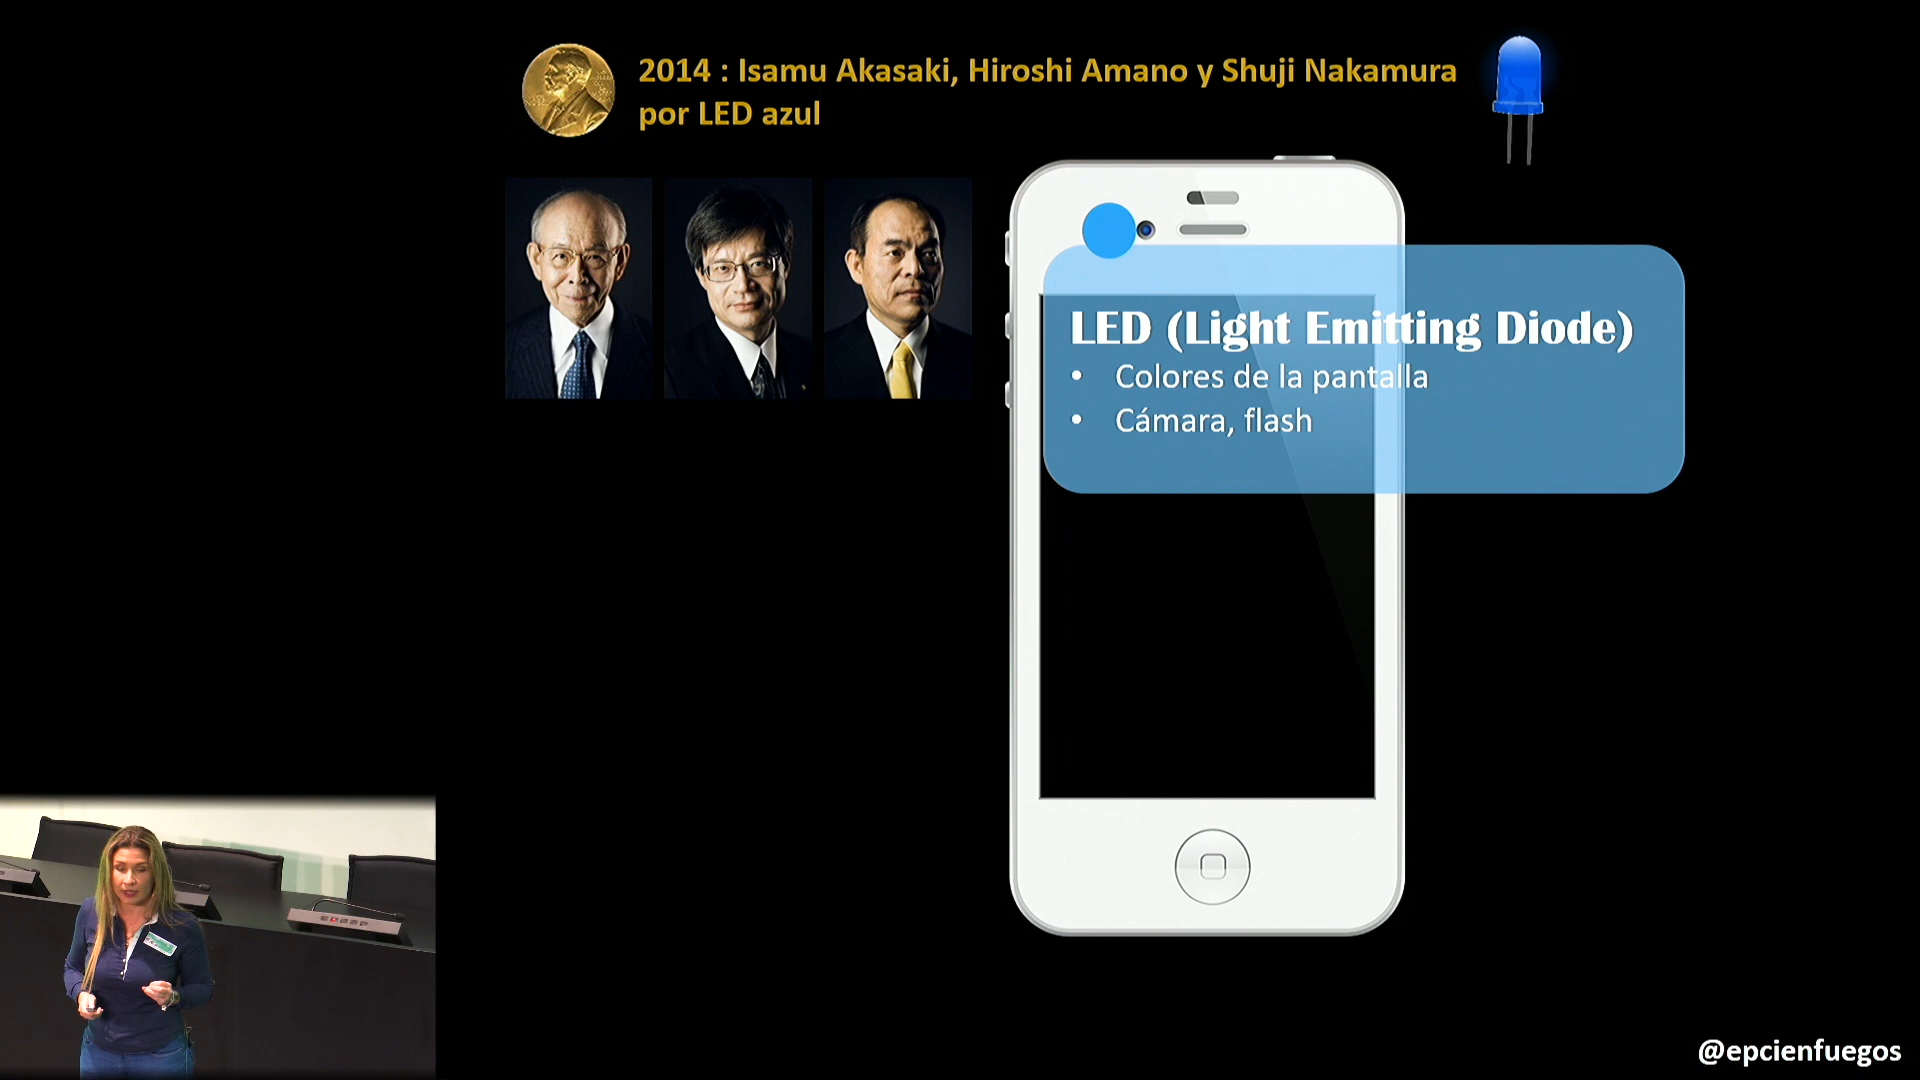 2014 : Isamu Akasaki, Hiroshi Amano y Shuji Nakamura
por LED azul
LED (Light Emitting Diode)
• Colores de la pantalla
• Cámara, flash
@epcienfuegos